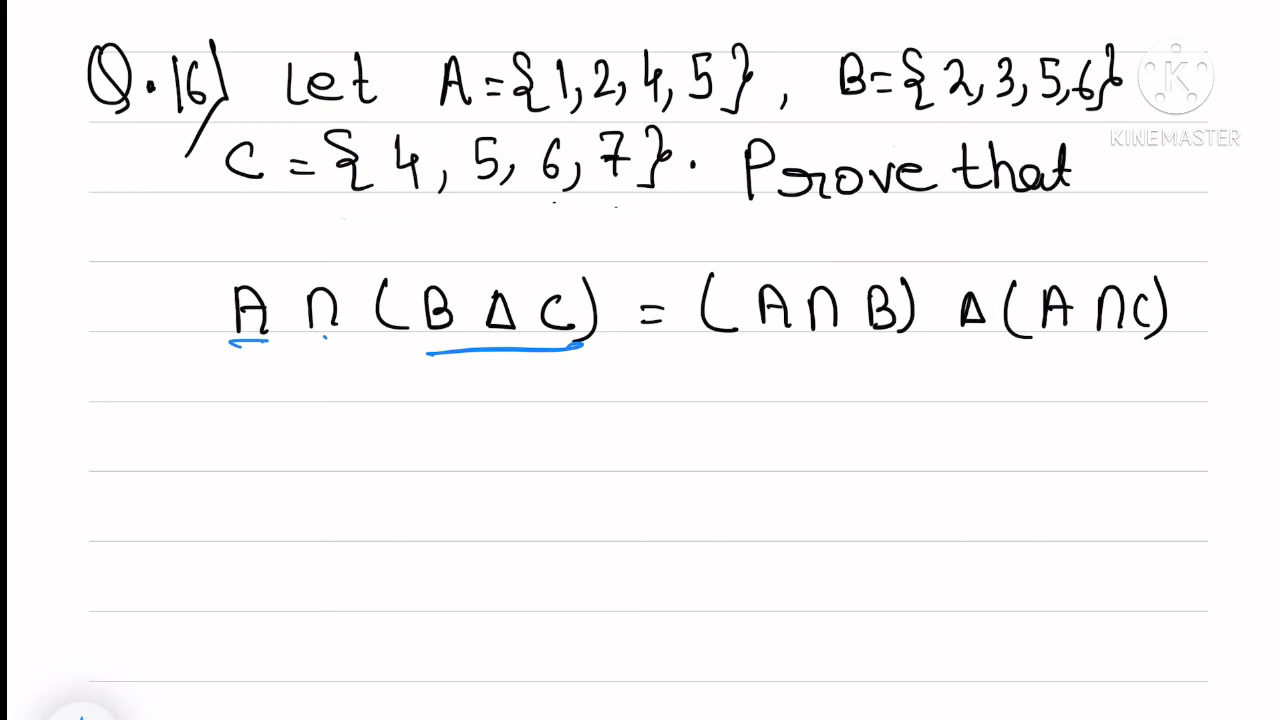 Q.16) Let A={1,2,4,5}, B={2,3,5,6}
C={4,5,6,7}. Prove that
A ∩ (B Δ C) = (A ∩ B) Δ (A ∩ C)
K
KINEMASTER